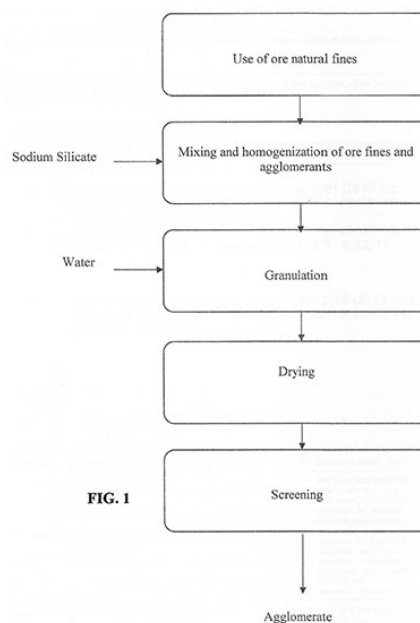 Use of ore natural fines
Sodium Silicate
Mixing and homogenization of ore fines and
agglomerants
Water
Granulation
Drying
FIG. 1
Screening
Agglomerate